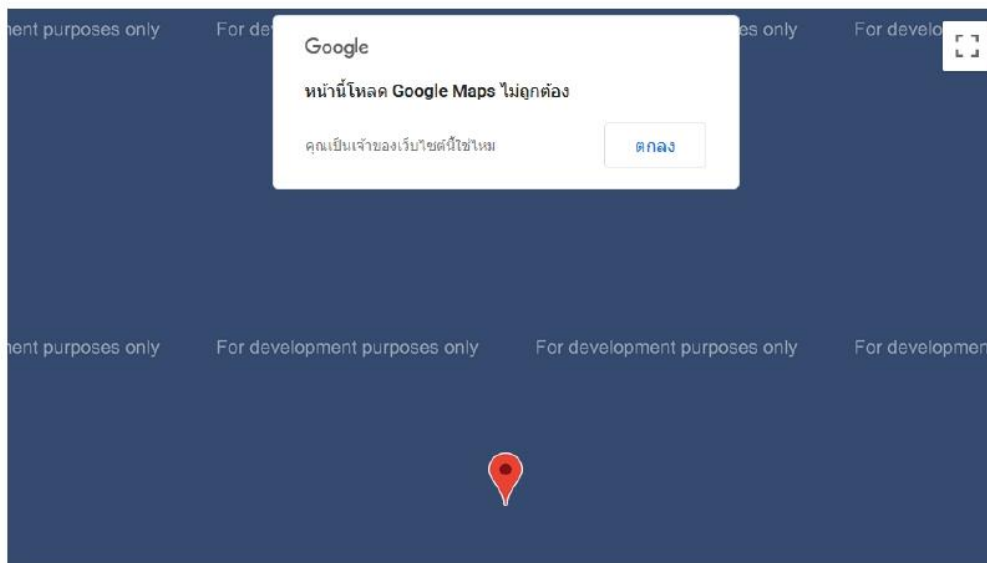 ment purposes only For de es only For develo
Google
หน้านี้โหลด Google Maps ไม่ถูกต้อง
คุณเป็นเจ้าของเว็บไซต์นี้ใช่ไหม ตกลง
ment purposes only For development purposes only For development purposes only For developmen